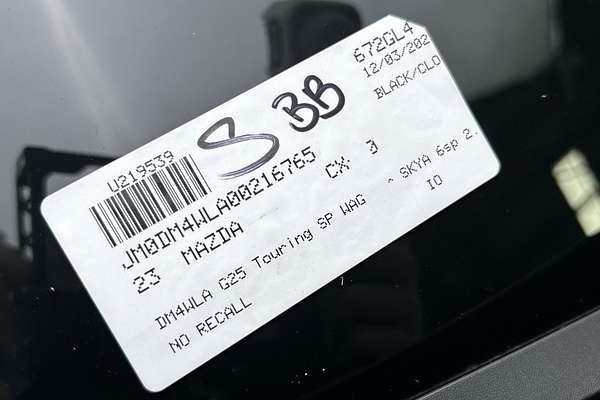 S BB
672GL4
12/03/202
BLACK/CLO
U219539
JM0DM4WLA00216765
23 MAZDA CX 3
DM4WLA G25 Touring SP WAG ^ SKYA 6sp 2.
NO RECALL IO